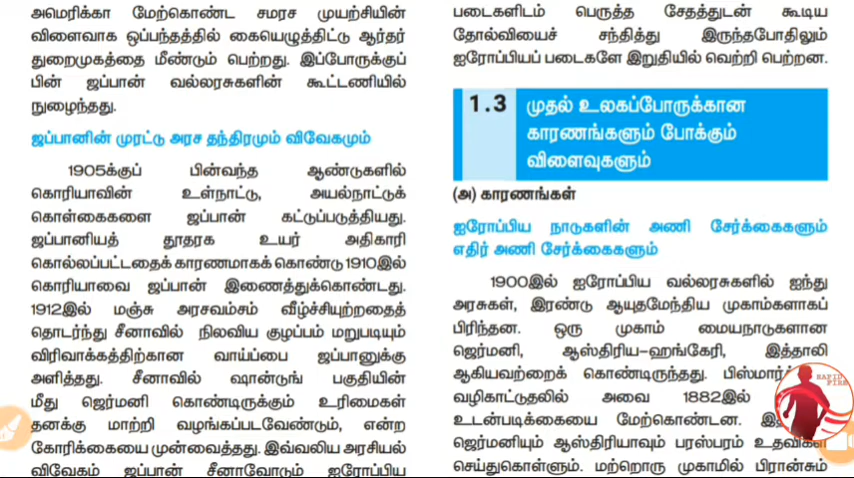 அமெரிக்கா மேற்கொண்ட சமரச முயற்சியின்
விளைவாக ஒப்பந்தத்தில் கையெழுத்திட்டு ஆர்தர்
துறைமுகத்தை மீண்டும் பெற்றது. இப்போருக்குப்
பின் ஜப்பான் வல்லரசுகளின் கூட்டணியில்
நுழைந்தது.
ஜப்பானின் முரட்டு அரச தந்திரமும் விவேகமும்
1905க்குப் பின்வந்த ஆண்டுகளில்
கொரியாவின் உள்நாட்டு, அயல்நாட்டுக்
கொள்கைகளை ஜப்பான் கட்டுப்படுத்தியது.
ஜப்பானியத் தூதரக உயர் அதிகாரி
கொல்லப்பட்டதைக் காரணமாகக் கொண்டு 1910இல்
கொரியாவை ஜப்பான் இணைத்துக்கொண்டது.
1912இல் மஞ்சு அரசவம்சம் வீழ்ச்சியுற்றதைத்
தொடர்ந்து சீனாவில் நிலவிய குழப்பம் மறுபடியும்
விரிவாக்கத்திற்கான வாய்ப்பை ஜப்பானுக்கு
அளித்தது. சீனாவில் ஷான்டுங் பகுதியின்
மீது ஜெர்மனி கொண்டிருக்கும் உரிமைகள்
தனக்கு மாற்றி வழங்கப்படவேண்டும், என்ற
கோரிக்கையை முன்வைத்தது. இவ்வலிய அரசியல்
விவேகம் ஜப்பான் சீனாவோடும் ஐரோப்பிய
படைகளிடம் பெருத்த சேதத்துடன் கூடிய
தோல்வியைச் சந்தித்து இருந்தபோதிலும்
ஐரோப்பியப் படைகளே இறுதியில் வெற்றி பெற்றன.
1.3 முதல் உலகப்போருக்கான
காரணங்களும் போக்கும்
விளைவுகளும்
(அ) காரணங்கள்
ஐரோப்பிய நாடுகளின் அணி சேர்க்கைகளும்
எதிர் அணி சேர்க்கைகளும்
1900இல் ஐரோப்பிய வல்லரசுகளில் ஐந்து
அரசுகள், இரண்டு ஆயுதமேந்திய முகாம்களாகப்
பிரிந்தன. ஒரு முகாம் மையநாடுகளான
ஜெர்மனி, ஆஸ்திரிய–ஹங்கேரி, இத்தாலி
ஆகியவற்றைக் கொண்டிருந்தது.
வழிகாட்டுதலில் அவை 1882இல்
உடன்படிக்கையை மேற்கொண்டன.
ஜெர்மனியும் ஆஸ்திரியாவும் பரஸ்பரம்
செய்துகொள்ளும். மற்றொரு முகாமில் பிரான்சும்
RAPID
FIRE